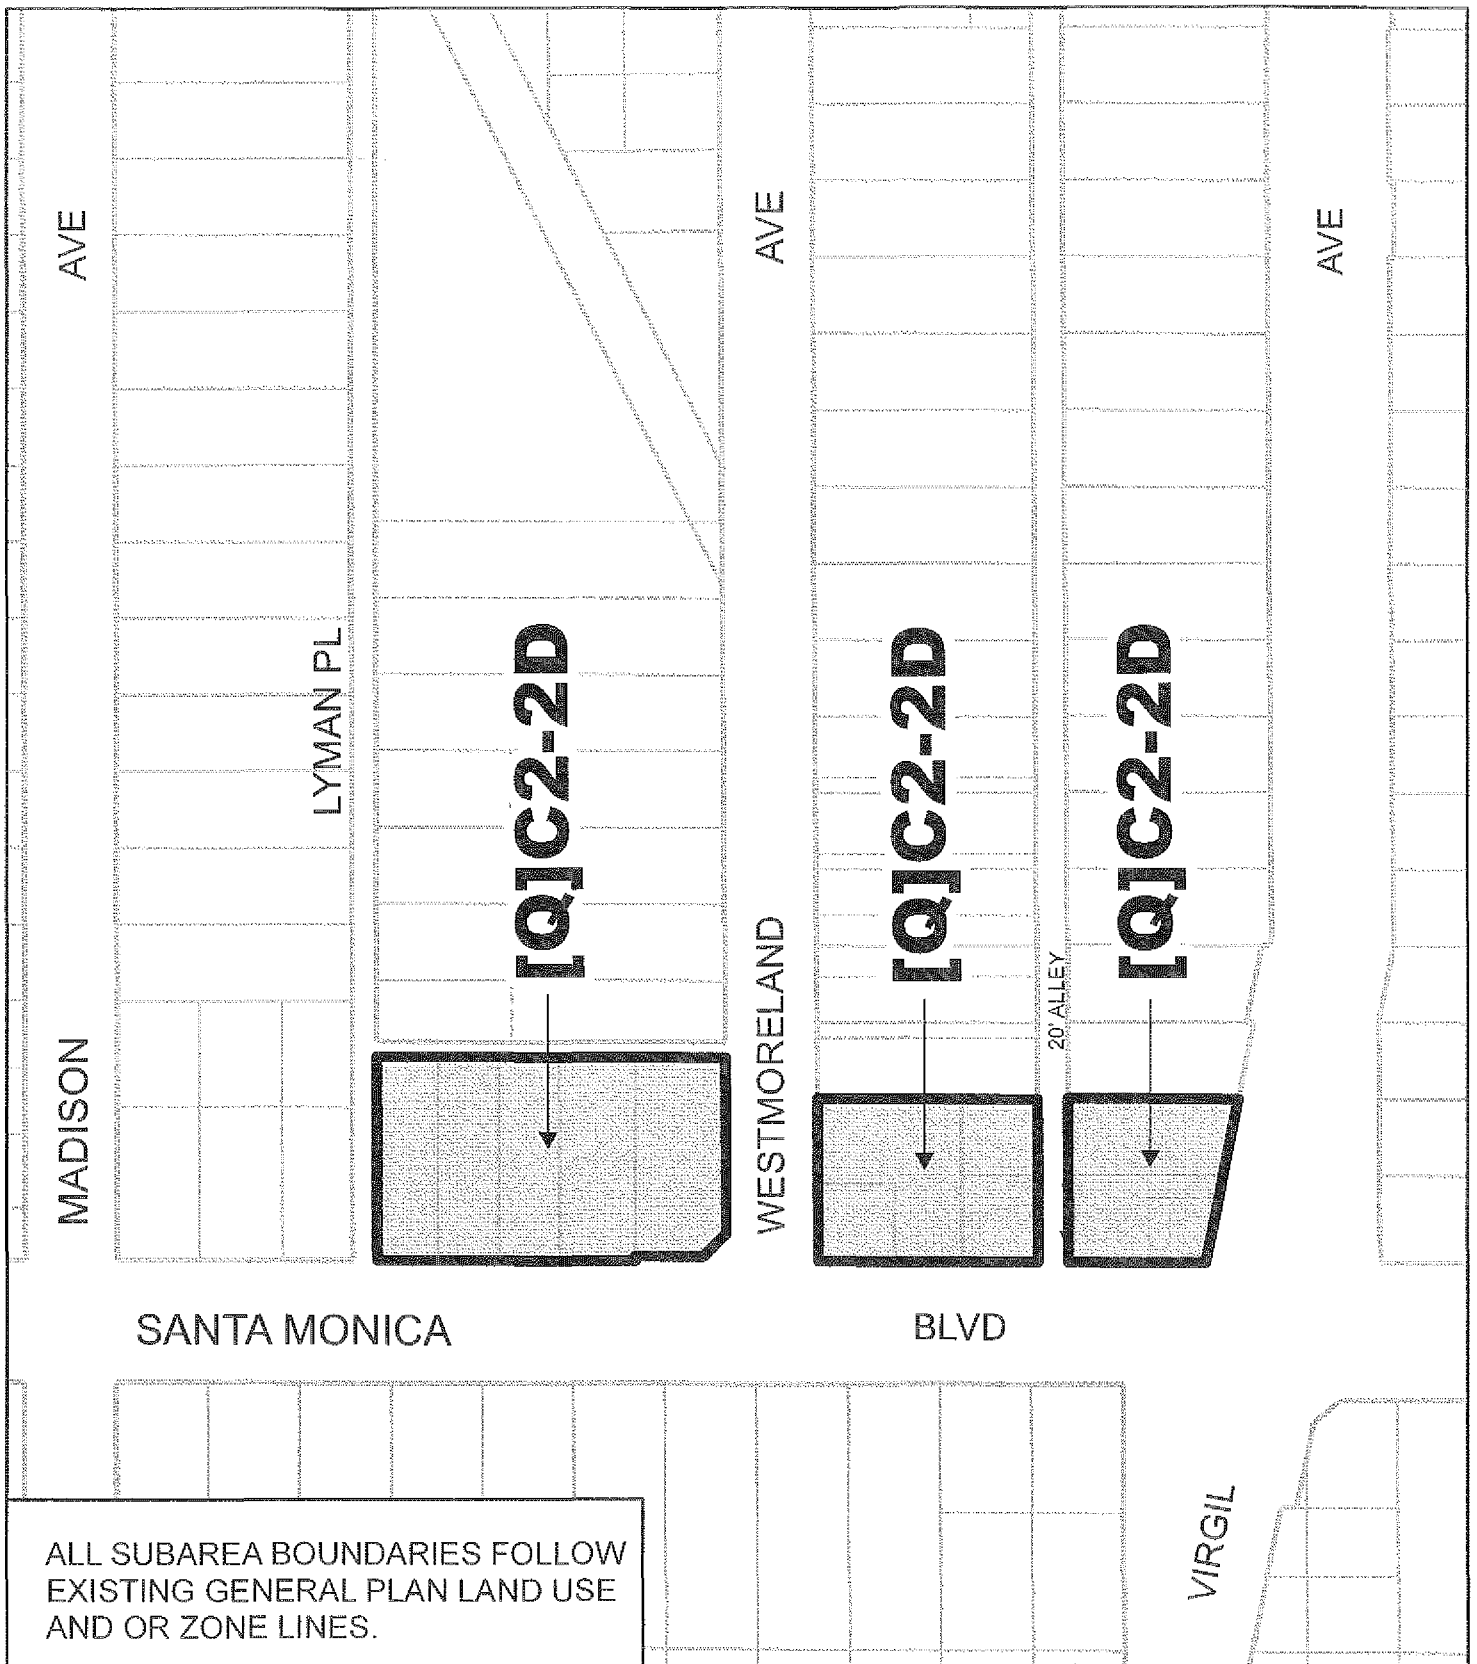 AVE
AVE
AVE
LYMAN PL
[Q]C2-2D
[Q]C2-2D
[Q]C2-2D
MADISON
WESTMORELAND
20' ALLEY
SANTA MONICA
BLVD
VIRGIL
ALL SUBAREA BOUNDARIES FOLLOW
EXISTING GENERAL PLAN LAND USE
AND OR ZONE LINES.